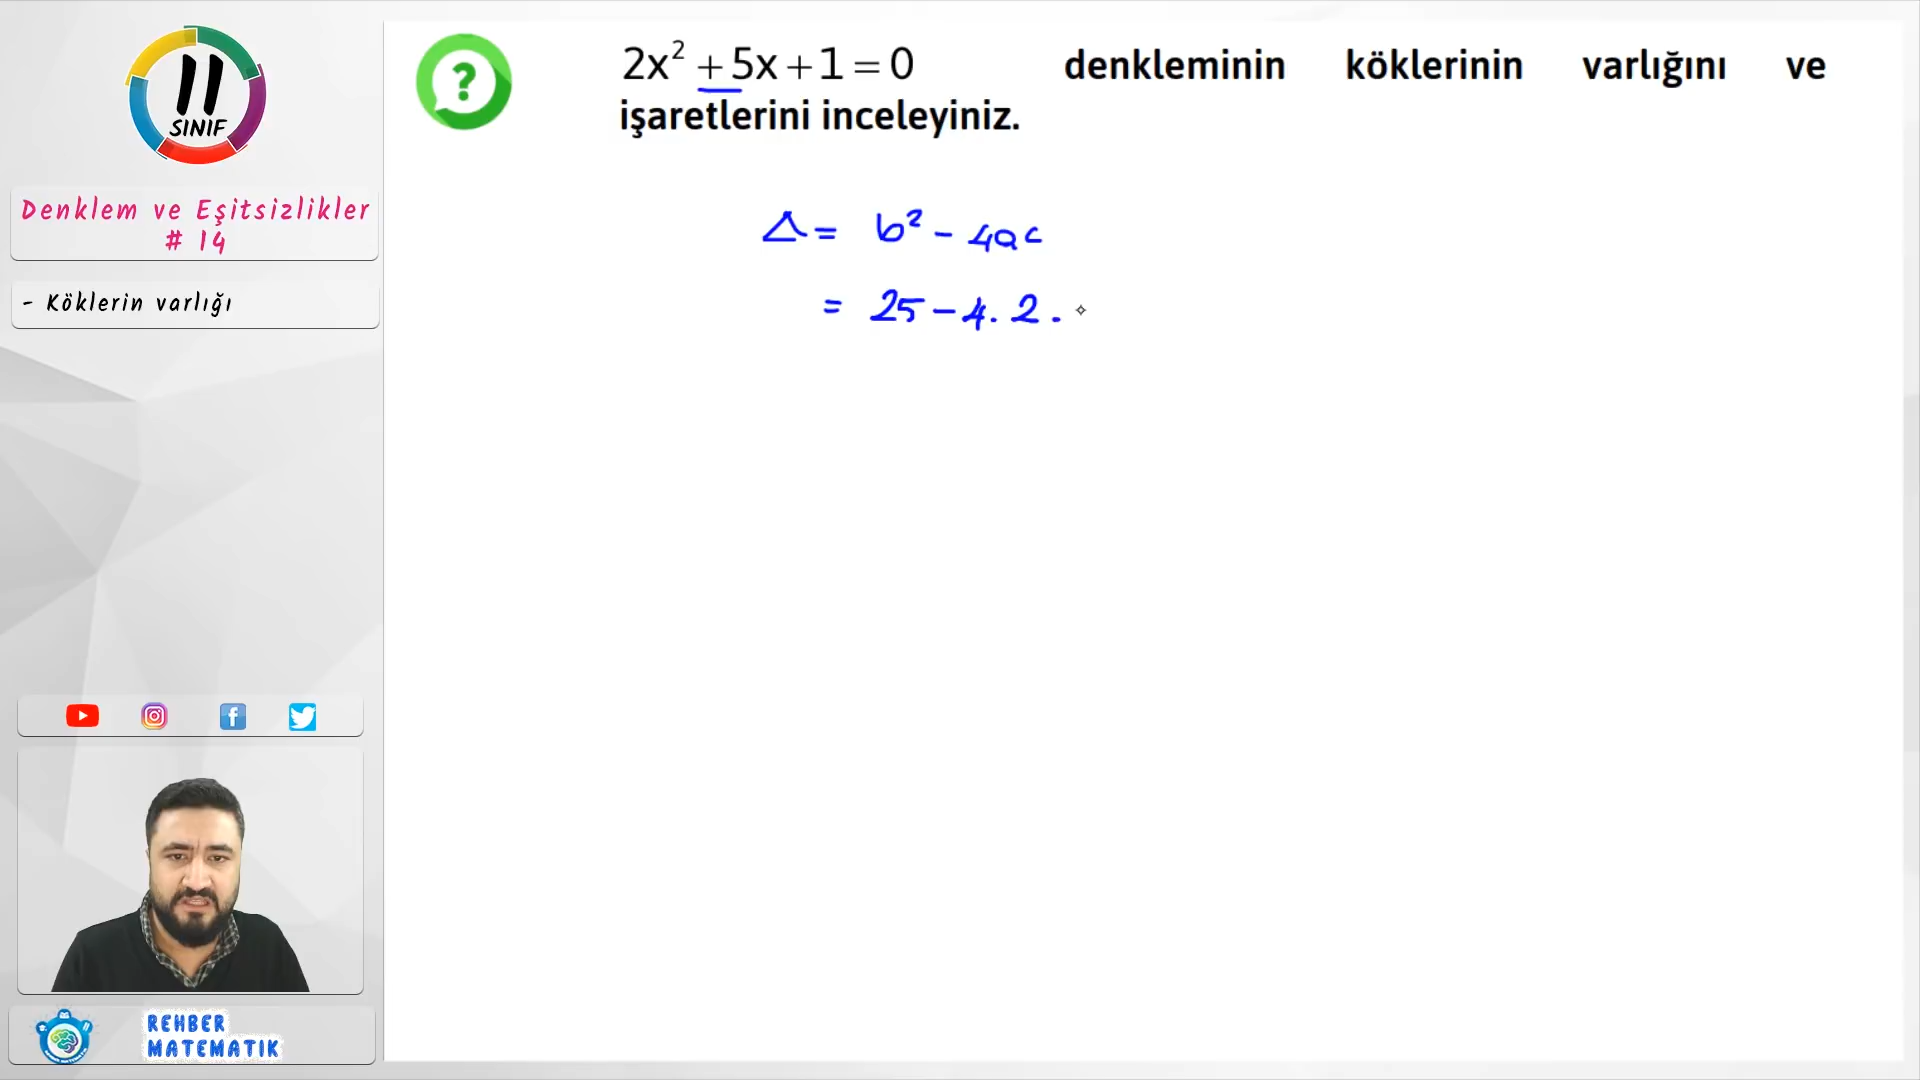 11
SINIF
Denklem ve Eşitsizlikler
# 14
- Köklerin varlığı
REHBER
MATEMATIK
?
2x² + 5x + 1 = 0 denkleminin köklerinin varlığını ve
işaretlerini inceleyiniz.
Δ = b² - 4ac
= 25 - 4. 2 .